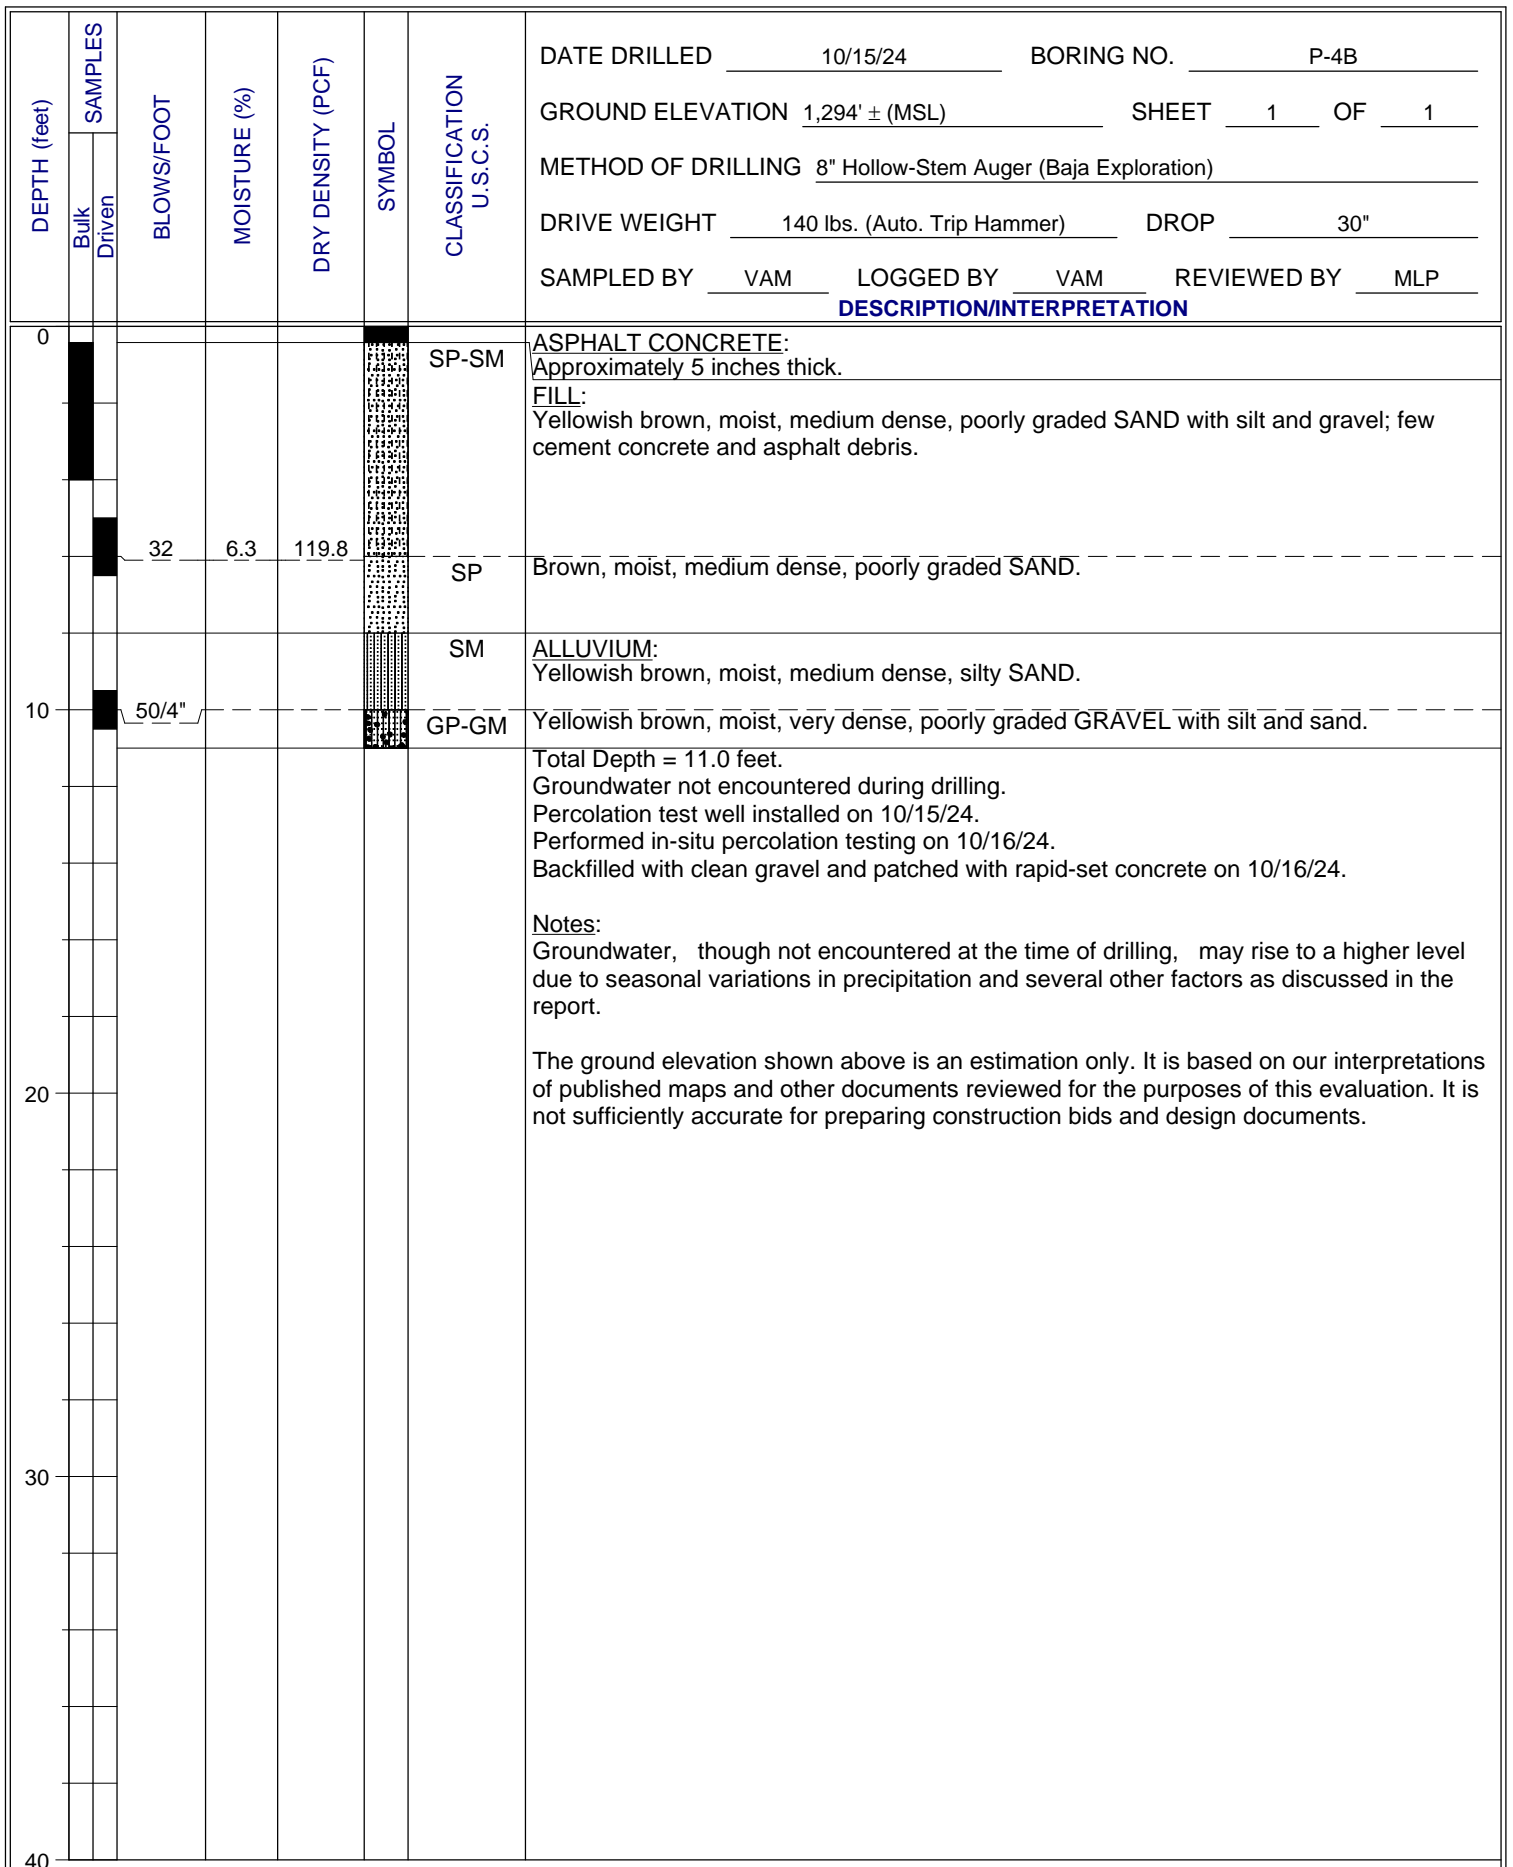 DEPTH (feet)
SAMPLES
Bulk
Driven
BLOWS/FOOT
MOISTURE (%)
DRY DENSITY (PCF)
SYMBOL
CLASSIFICATION
U.S.C.S.
DATE DRILLED 10/15/24 BORING NO. P-4B
GROUND ELEVATION 1,294' ± (MSL) SHEET 1 OF 1
METHOD OF DRILLING 8" Hollow-Stem Auger (Baja Exploration)
DRIVE WEIGHT 140 lbs. (Auto. Trip Hammer) DROP 30"
SAMPLED BY VAM LOGGED BY VAM REVIEWED BY MLP
DESCRIPTION/INTERPRETATION
0
SP-SM
ASPHALT CONCRETE:
Approximately 5 inches thick.
FILL:
Yellowish brown, moist, medium dense, poorly graded SAND with silt and gravel; few
cement concrete and asphalt debris.
32 6.3 119.8
SP Brown, moist, medium dense, poorly graded SAND.
SM ALLUVIUM:
Yellowish brown, moist, medium dense, silty SAND.
10 50/4"
GP-GM Yellowish brown, moist, very dense, poorly graded GRAVEL with silt and sand.
Total Depth = 11.0 feet.
Groundwater not encountered during drilling.
Percolation test well installed on 10/15/24.
Performed in-situ percolation testing on 10/16/24.
Backfilled with clean gravel and patched with rapid-set concrete on 10/16/24.
Notes:
Groundwater, though not encountered at the time of drilling, may rise to a higher level
due to seasonal variations in precipitation and several other factors as discussed in the
report.
The ground elevation shown above is an estimation only. It is based on our interpretations
of published maps and other documents reviewed for the purposes of this evaluation. It is
not sufficiently accurate for preparing construction bids and design documents.
20
30
40